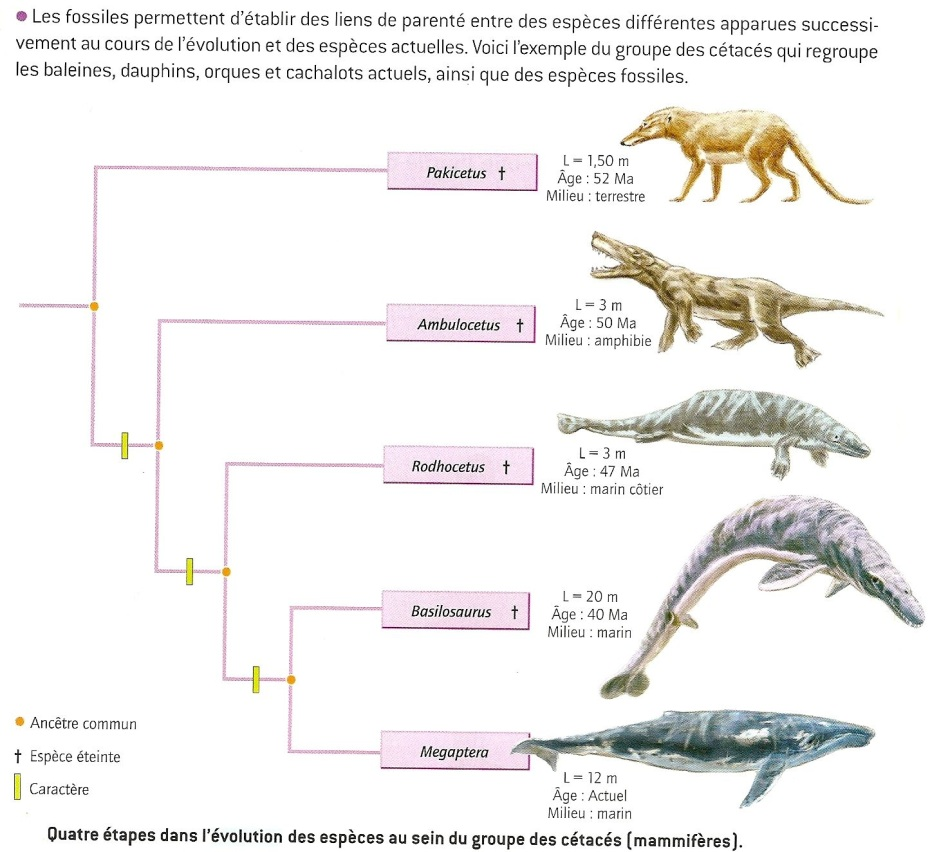 ● Les fossiles permettent d'établir des liens de parenté entre des espèces différentes apparues successi-
vement au cours de l'évolution et des espèces actuelles. Voici l'exemple du groupe des cétacés qui regroupe
les baleines, dauphins, orques et cachalots actuels, ainsi que des espèces fossiles.
Pakicetus †
L = 1,50 m
Âge : 52 Ma
Milieu : terrestre
Ambulocetus †
L = 3 m
Âge : 50 Ma
Milieu : amphibie
Rodhocetus †
L = 3 m
Âge : 47 Ma
Milieu : marin côtier
Basilosaurus †
L = 20 m
Âge : 40 Ma
Milieu : marin
Megaptera
L = 12 m
Âge : Actuel
Milieu : marin
Ancêtre commun
† Espèce éteinte
Caractère
Quatre étapes dans l'évolution des espèces au sein du groupe des cétacés (mammifères).